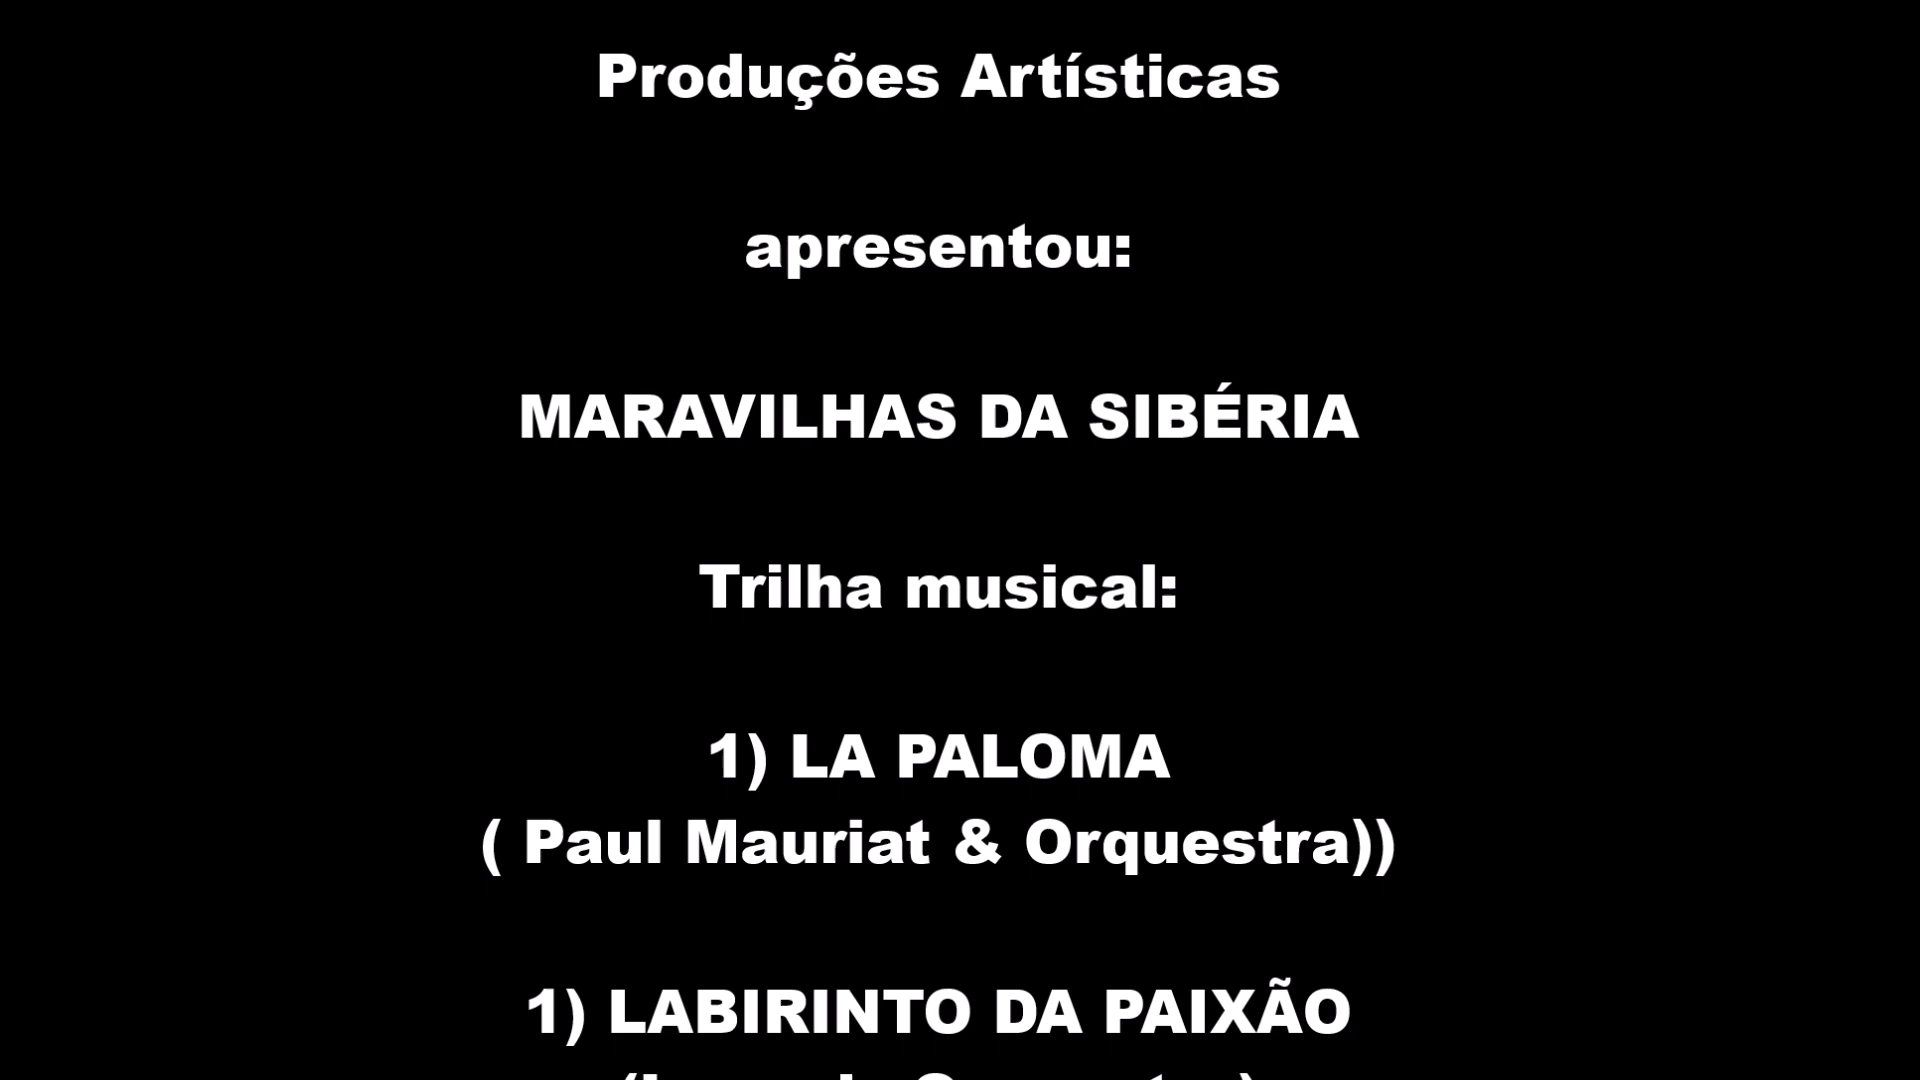 Produções Artísticas
apresentou:
MARAVILHAS DA SIBÉRIA
Trilha musical:
1) LA PALOMA
( Paul Mauriat & Orquestra))
1) LABIRINTO DA PAIXÃO